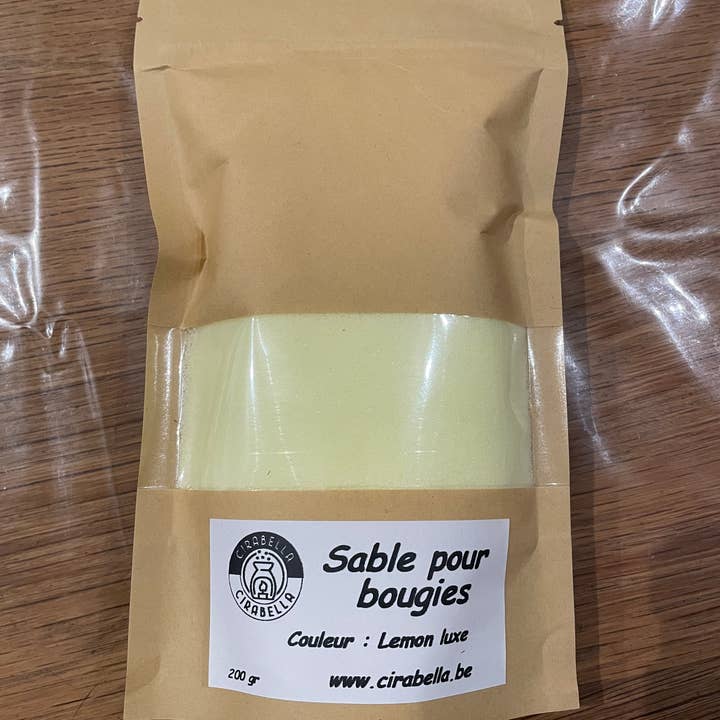 CIRABELLA
CIRABELLA
Sable pour
bougies
Couleur : Lemon luxe
200 gr
www.cirabella.be